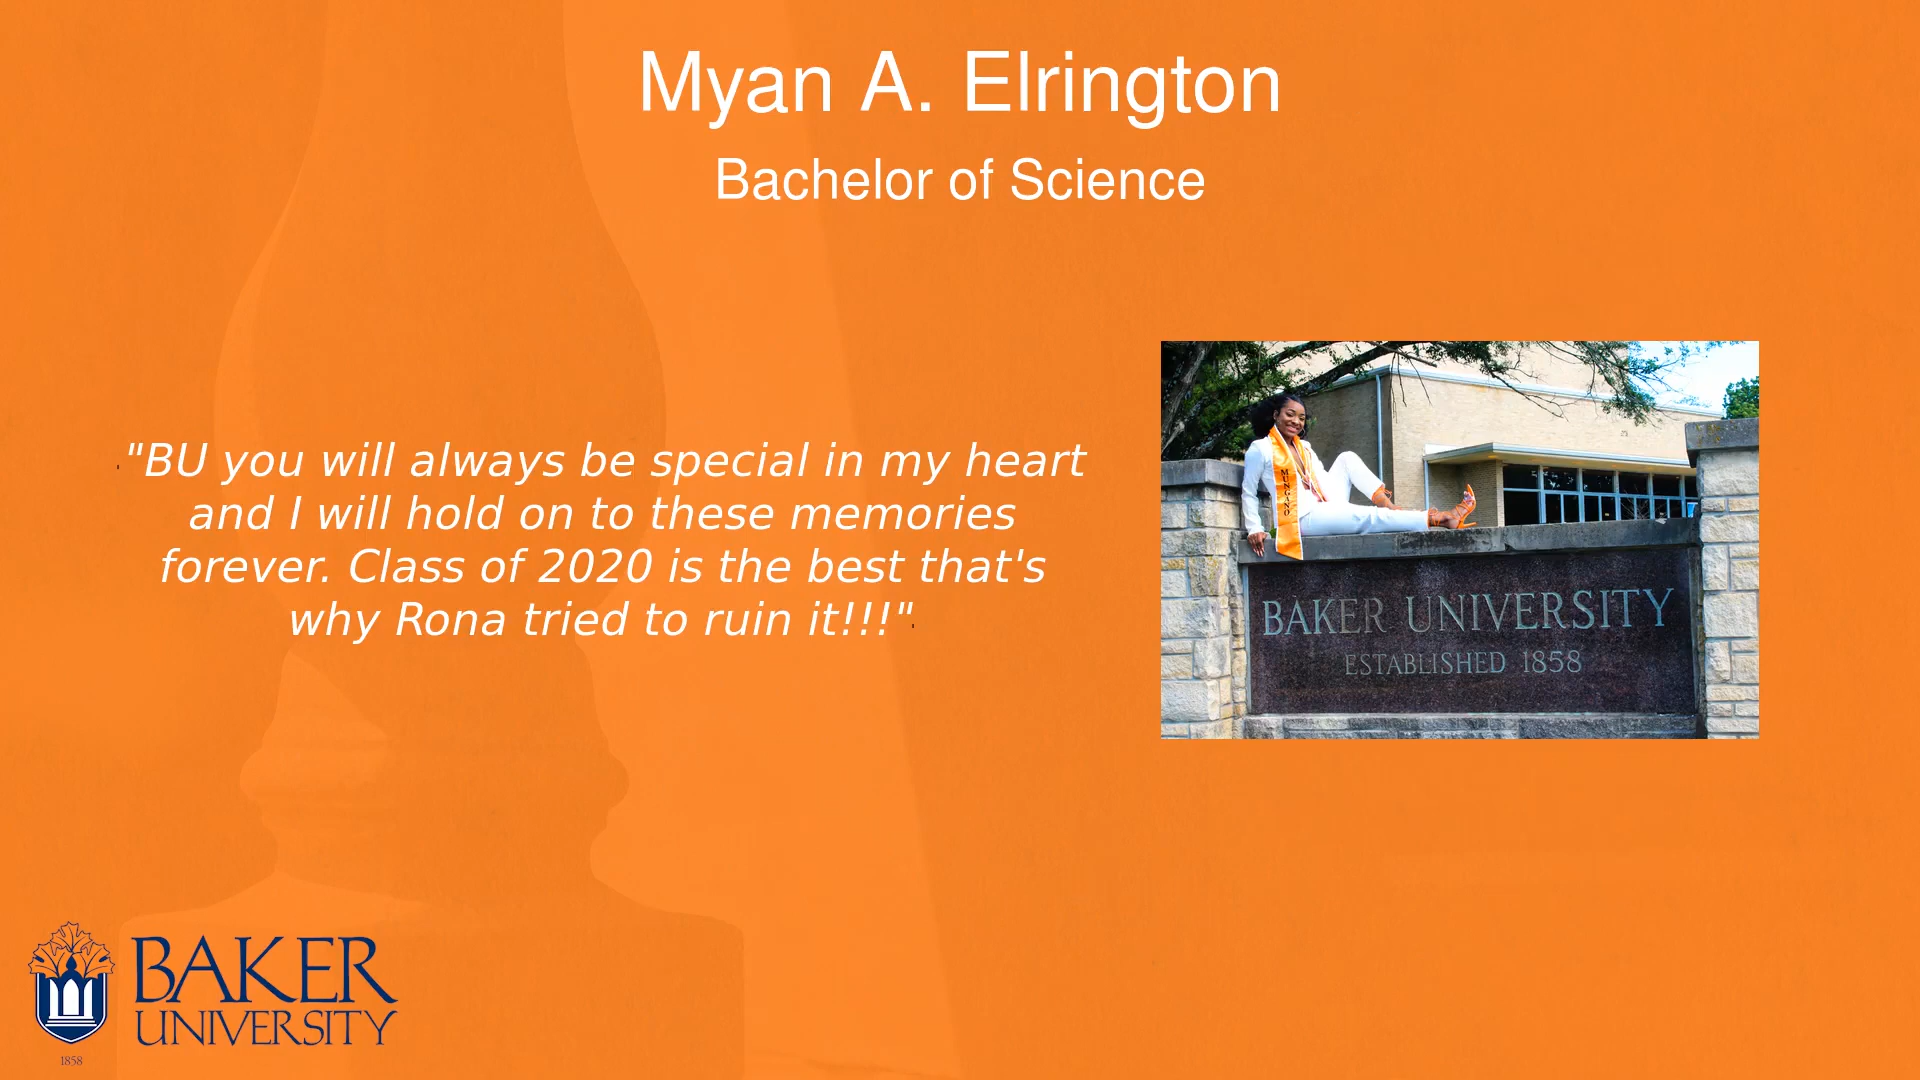 Myan A. Elrington
Bachelor of Science
"BU you will always be special in my heart
and I will hold on to these memories
forever. Class of 2020 is the best that's
why Rona tried to ruin it!!!"
BAKER UNIVERSITY
ESTABLISHED 1858
BAKER
UNIVERSITY
1858